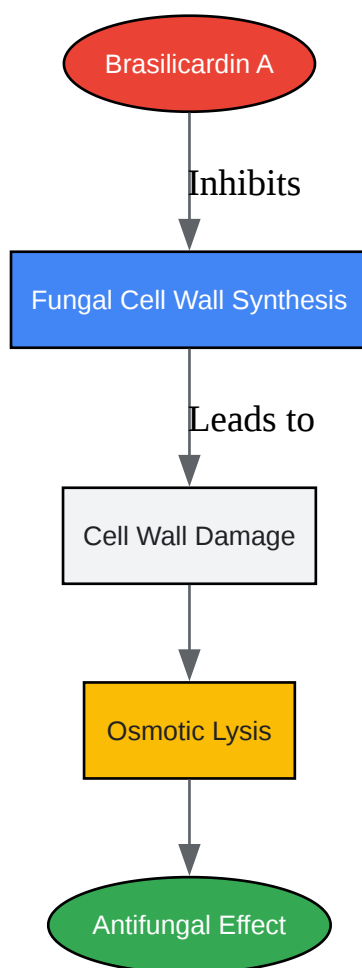 Brasilicardin A
Inhibits
Fungal Cell Wall Synthesis
Leads to
Cell Wall Damage
Osmotic Lysis
Antifungal Effect